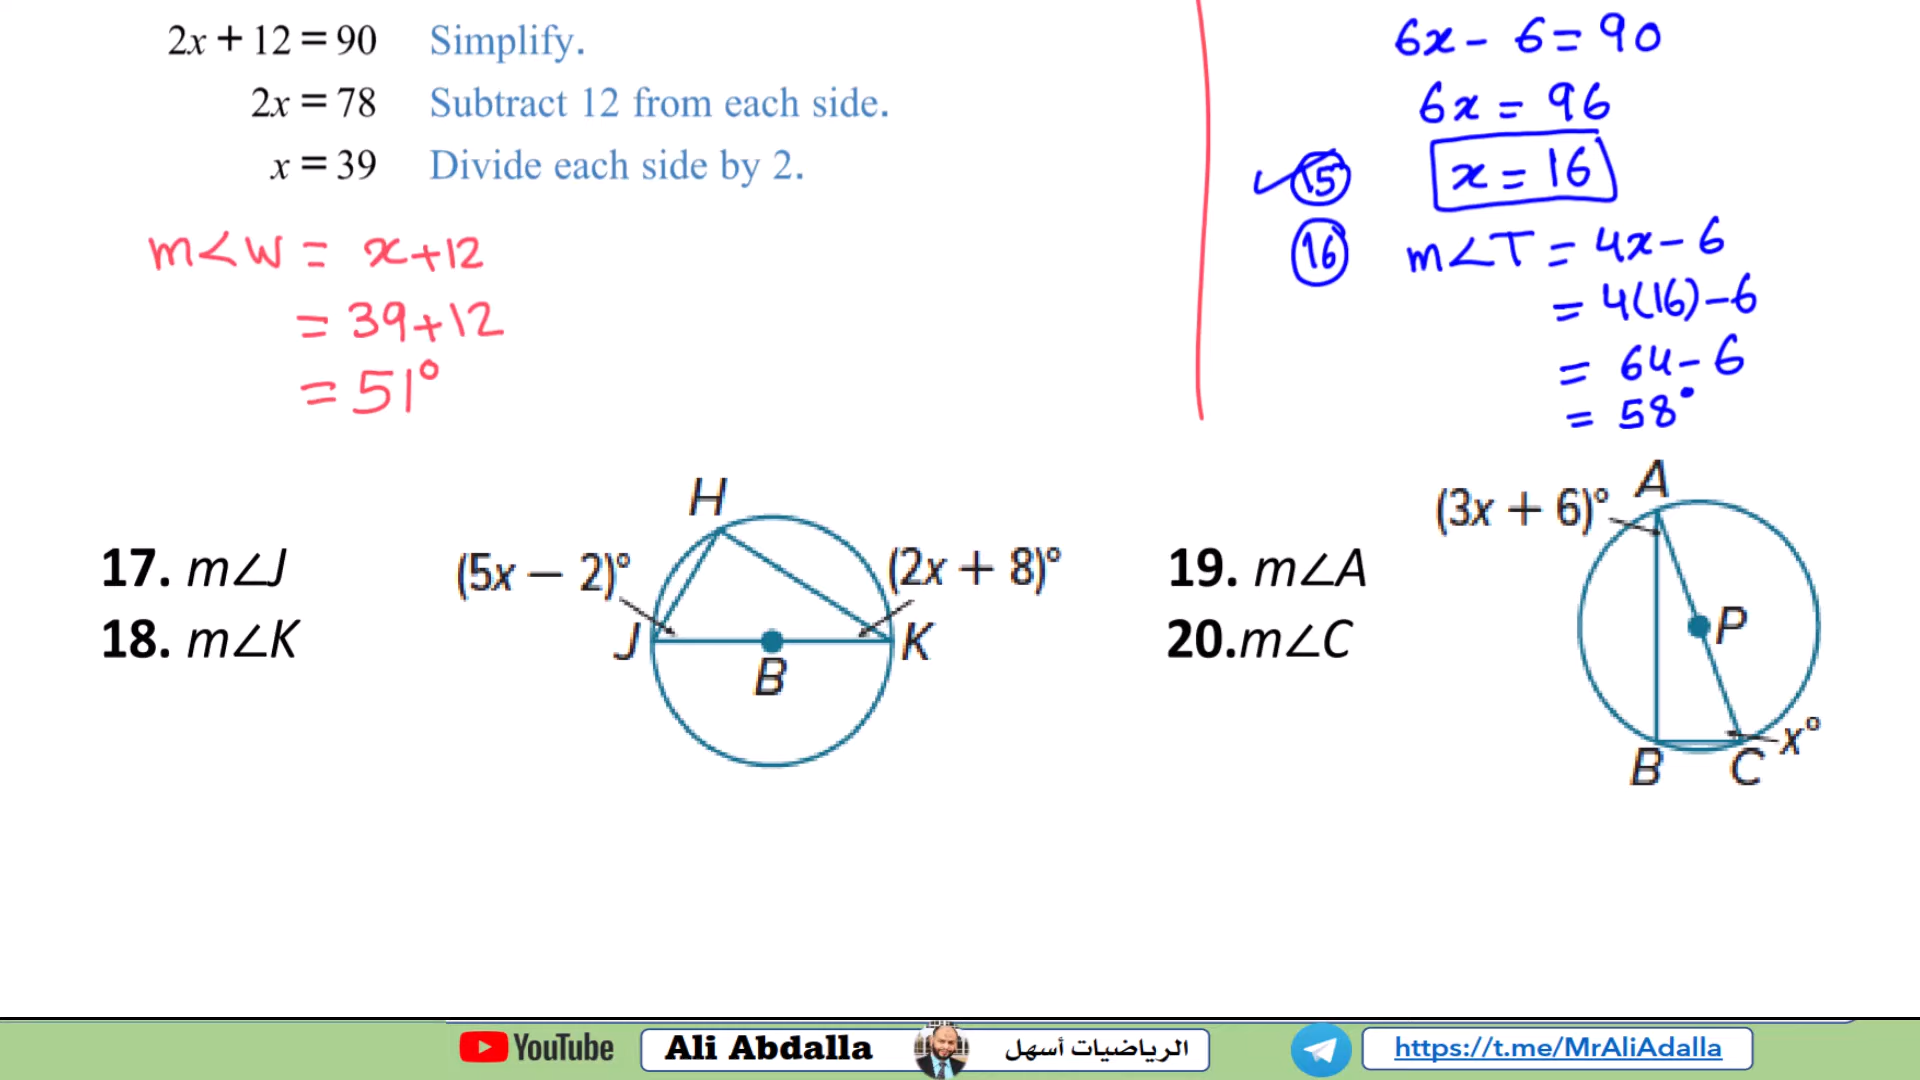 2x + 12 = 90 Simplify.
2x = 78 Subtract 12 from each side.
x = 39 Divide each side by 2.
m∠W = x+12
= 39+12
= 51°
6x - 6 = 90
6x = 96
15 x = 16
16 m∠T = 4x - 6
= 4(16) - 6
= 64 - 6
= 58°
17. m∠J
18. m∠K
H
(5x − 2)°
(2x + 8)°
J
K
B
19. m∠A
20.m∠C
(3x + 6)°
A
P
x°
B
C
YouTube
Ali Abdalla
الرياضيات أسهل
https://t.me/MrAliAdalla